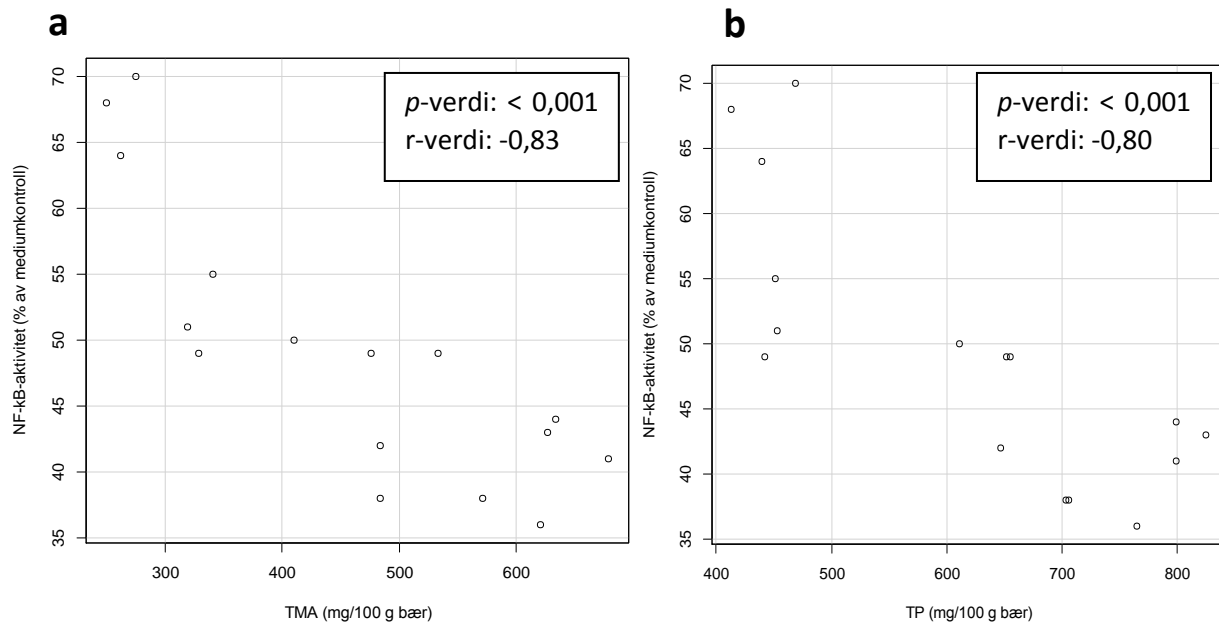 a
p-verdi: < 0,001
r-verdi: -0,83
NF-kB-aktivitet (% av mediumkontroll)
70
65
60
55
50
45
40
35
300
400
500
600
TMA (mg/100 g bær)
b
p-verdi: < 0,001
r-verdi: -0,80
NF-kB-aktivitet (% av mediumkontroll)
70
65
60
55
50
45
40
35
400
500
600
700
800
TP (mg/100 g bær)